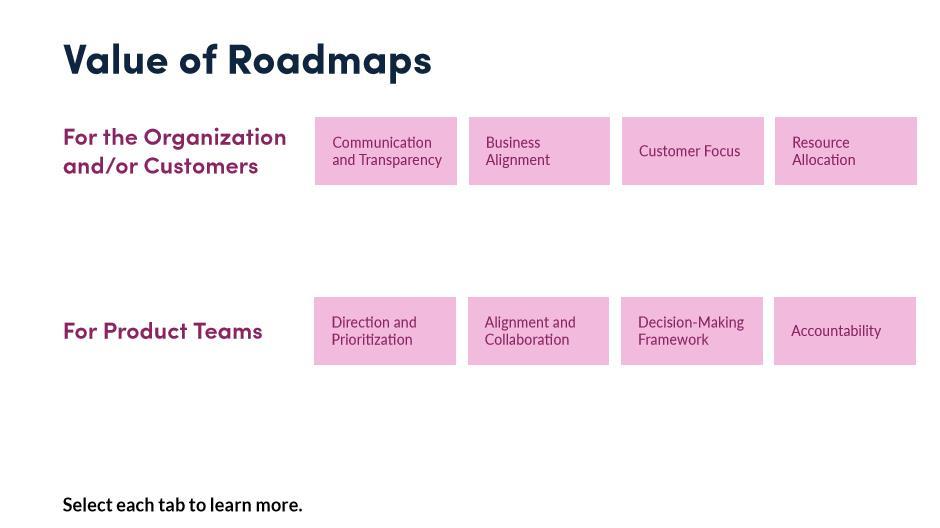 Value of Roadmaps
For the Organization
and/or Customers
Communication
and Transparency
Business
Alignment
Customer Focus
Resource
Allocation
For Product Teams
Direction and
Prioritization
Alignment and
Collaboration
Decision-Making
Framework
Accountability
Select each tab to learn more.